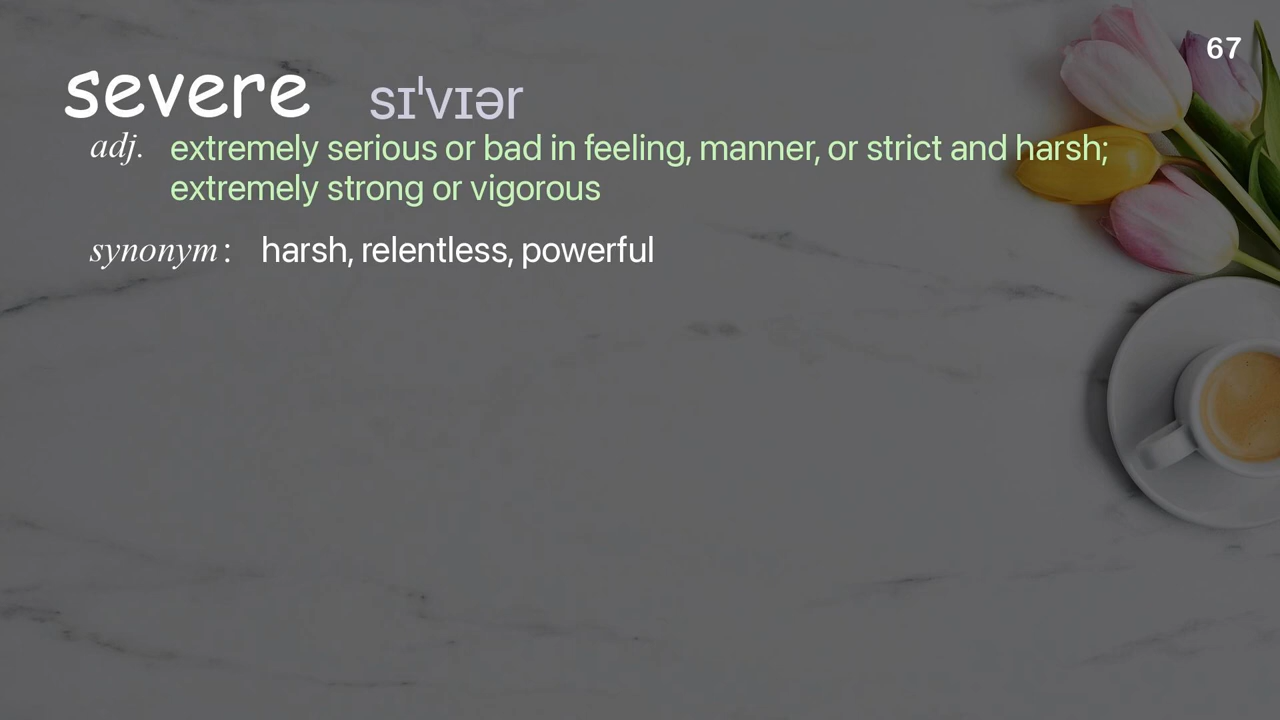 67
severe sɪˈvɪər
adj. extremely serious or bad in feeling, manner, or strict and harsh;
extremely strong or vigorous
synonym : harsh, relentless, powerful